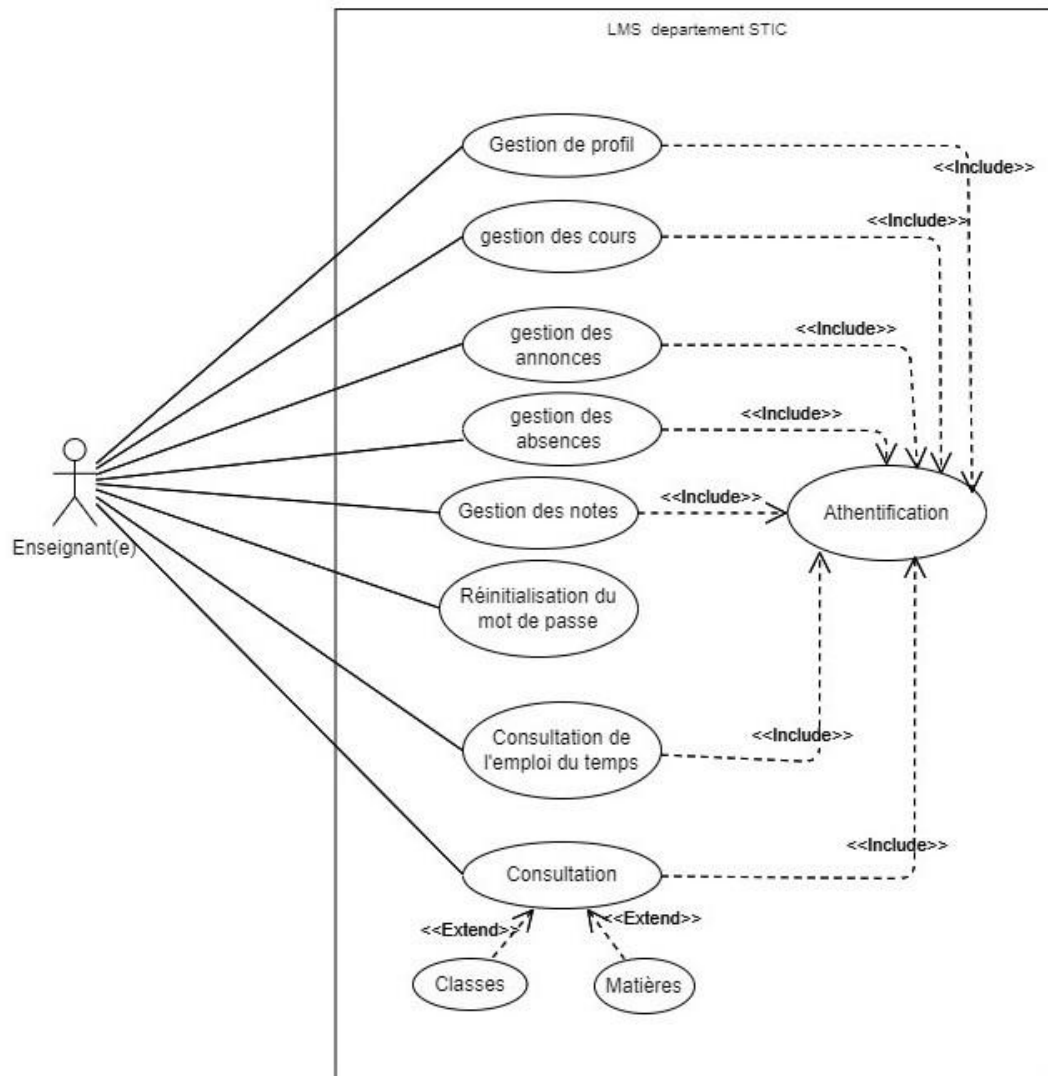 LMS departement STIC
Gestion de profil
<<Include>>
gestion des cours
<<Include>>
gestion des
annonces
<<Include>>
gestion des
absences
<<Include>>
Gestion des notes
<<Include>>
Athentification
Enseignant(e)
Réinitialisation du
mot de passe
Consultation de
l'emploi du temps
<<Include>>
Consultation
<<Include>>
<<Extend>>
<<Extend>>
Classes
Matières